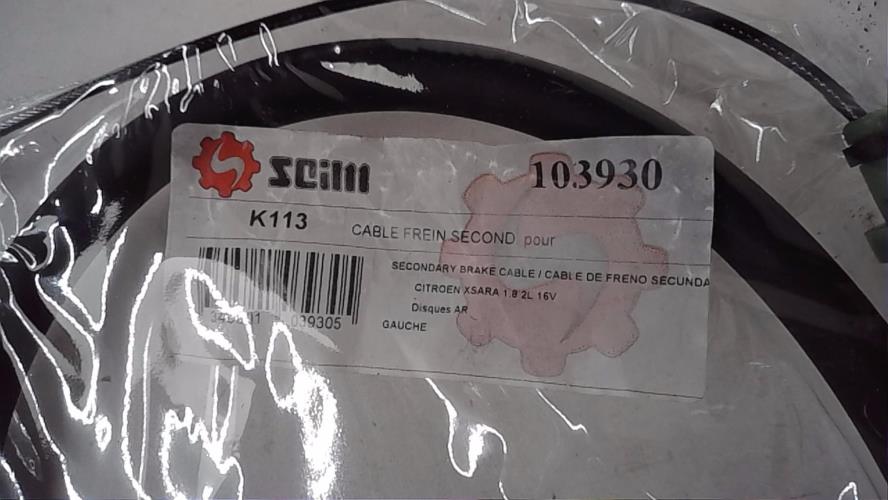 scim
103930
K113
CABLE FREIN SECOND pour
SECONDARY BRAKE CABLE / CABLE DE FRENO SECUNDA
CITROEN XSARA 1.8 2L 16V
Disques AR
GAUCHE
039305